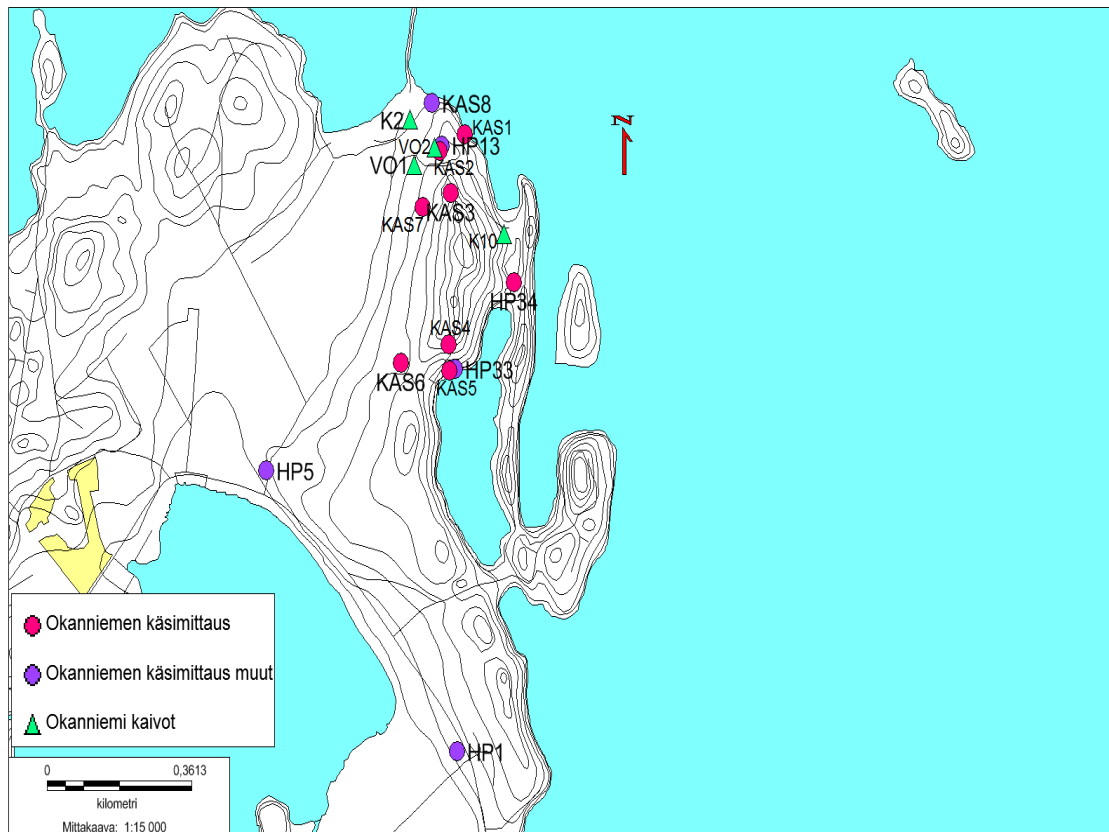 KAS8
K2
KAS1
N
VO2
HP13
VO1
KAS2
KAS7
KAS3
K10
HP34
KAS4
KAS6
HP33
KAS5
HP5
Okanniemen käsimittaus
Okanniemen käsimittaus muut
Okanniemi kaivot
HP1
0 0,3613
kilometri
Mittakaava: 1:15 000